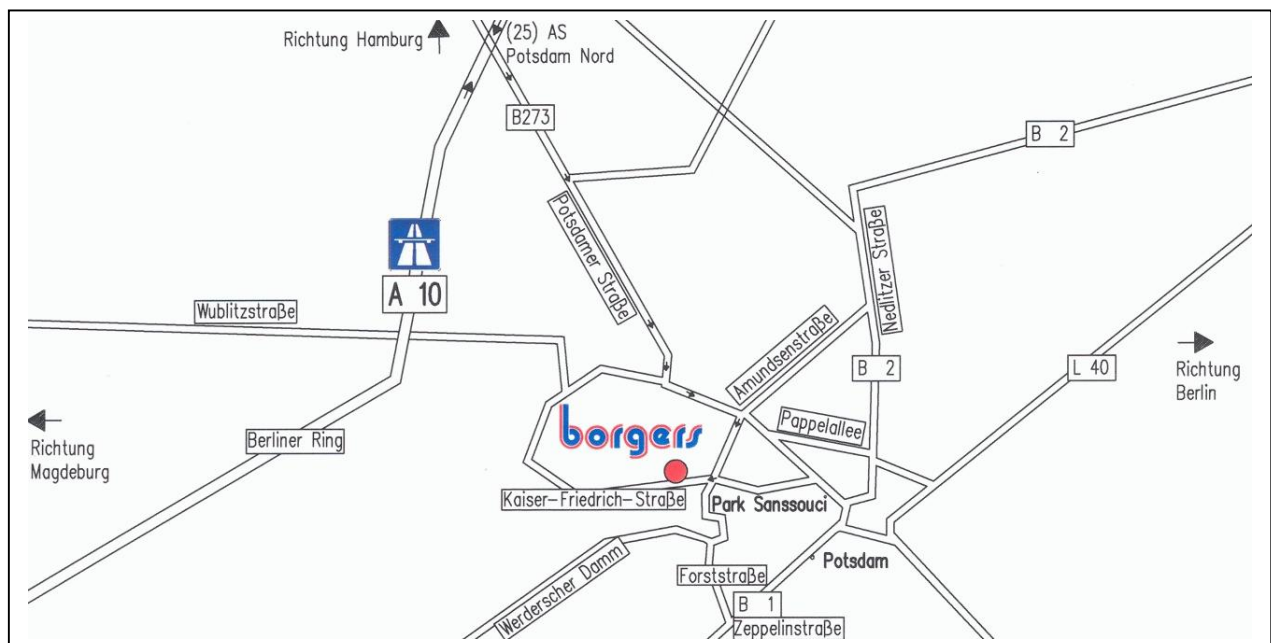 Richtung Hamburg
(25) AS
Potsdam Nord
B273
B 2
Potsdamer Straße
Nedlitzer Straße
A 10
Wublitzstraße
Amundsenstraße
B 2
L 40
Richtung
Berlin
Richtung
Magdeburg
Berliner Ring
borgers
Pappelallee
Kaiser-Friedrich-Straße
Park Sanssouci
Potsdam
Werderscher Damm
Forststraße
B 1
Zeppelinstraße